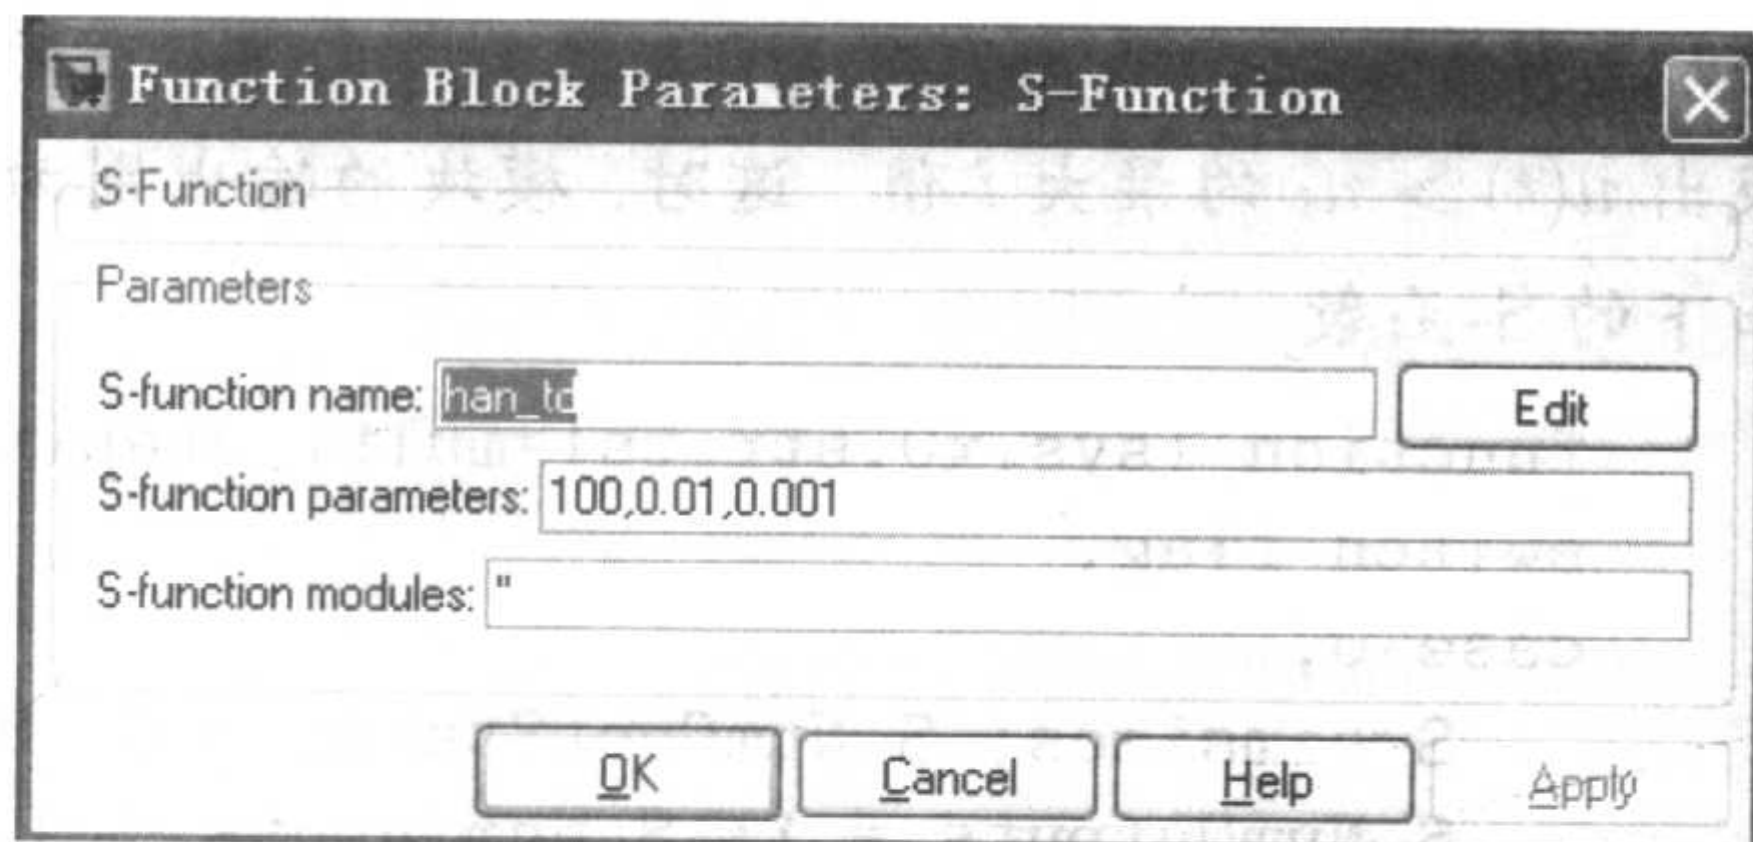 Function Block Parameters: S-Function
S-Function
Parameters
S-function name: han_td
Edit
S-function parameters: 100,0.01,0.001
S-function modules: ''
OK
Cancel
Help
Apply